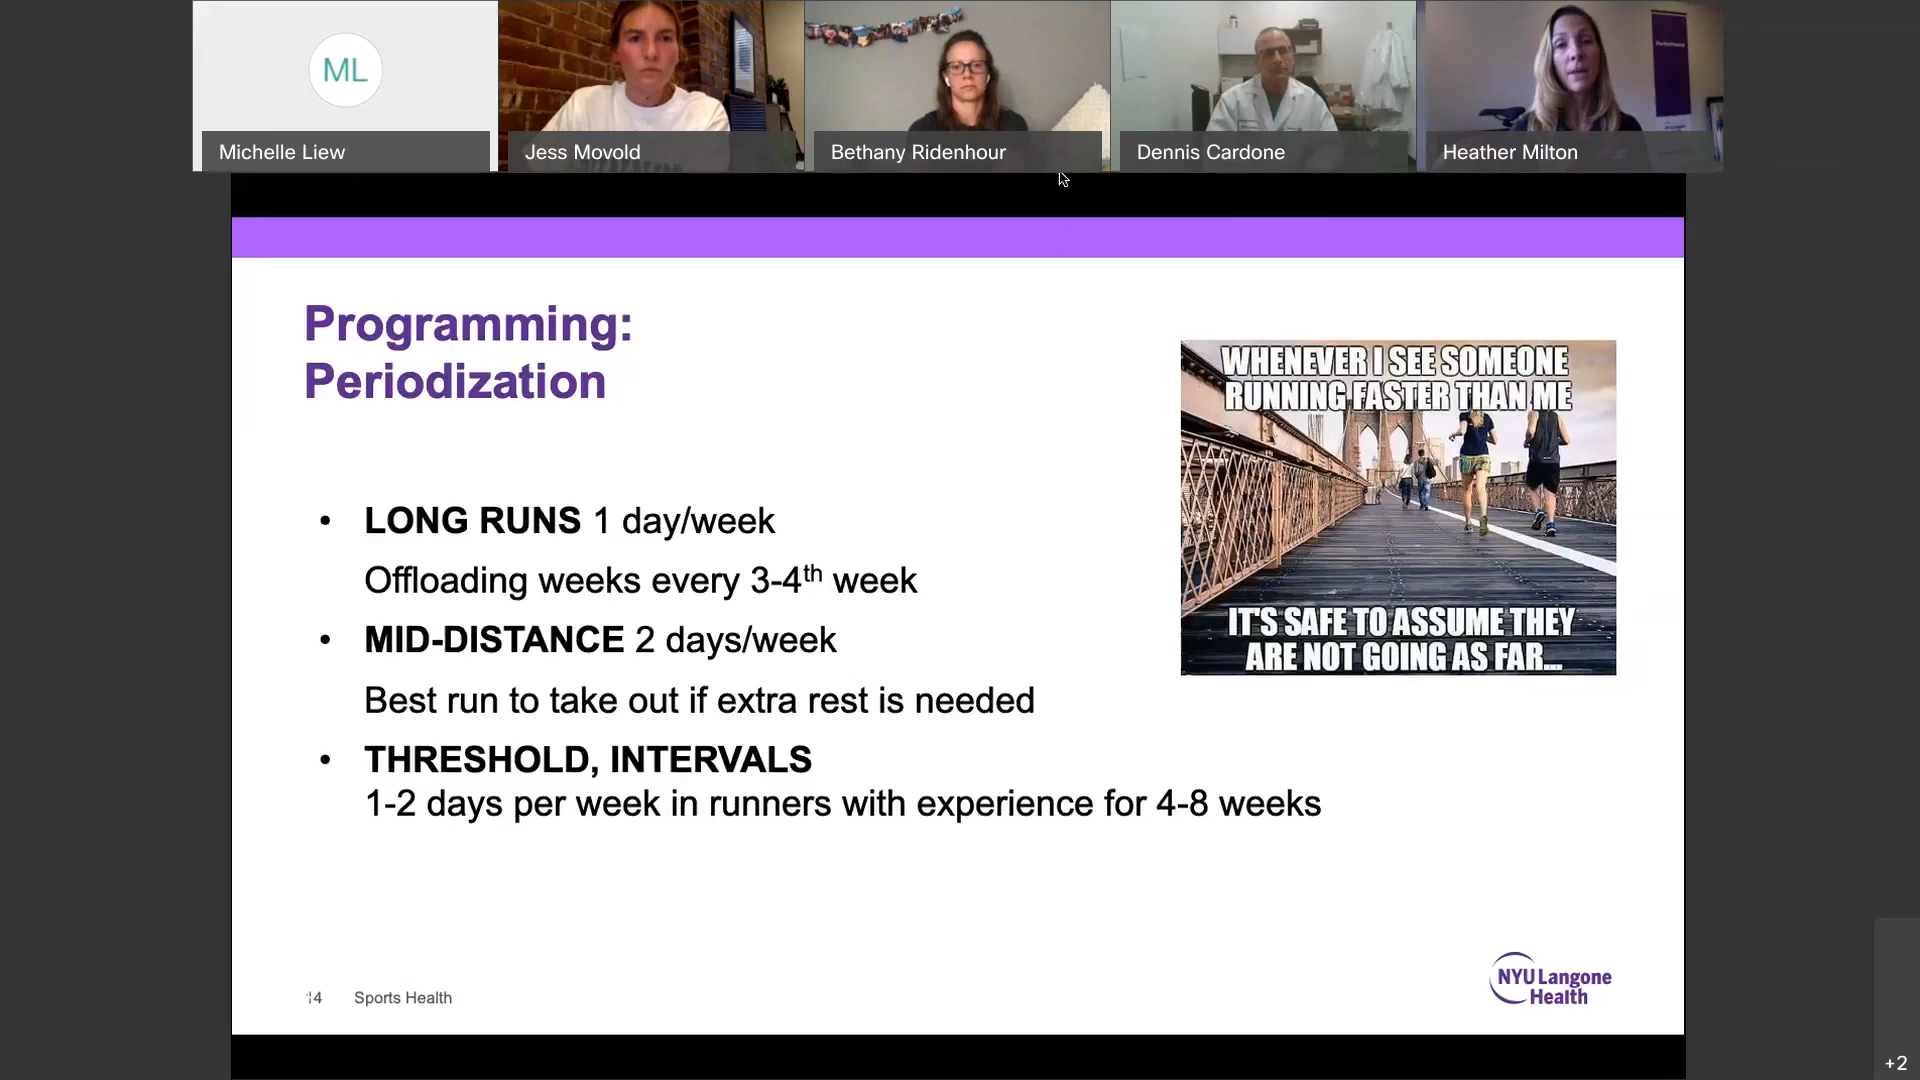 ML
Michelle Liew
Jess Movold
Bethany Ridenhour
Dennis Cardone
Heather Milton
Programming:
Periodization
WHENEVER I SEE SOMEONE
RUNNING FASTER THAN ME
IT'S SAFE TO ASSUME THEY
ARE NOT GOING AS FAR...
• LONG RUNS 1 day/week
Offloading weeks every 3-4th week
• MID-DISTANCE 2 days/week
Best run to take out if extra rest is needed
• THRESHOLD, INTERVALS
1-2 days per week in runners with experience for 4-8 weeks
14 Sports Health
NYU Langone
Health
+2